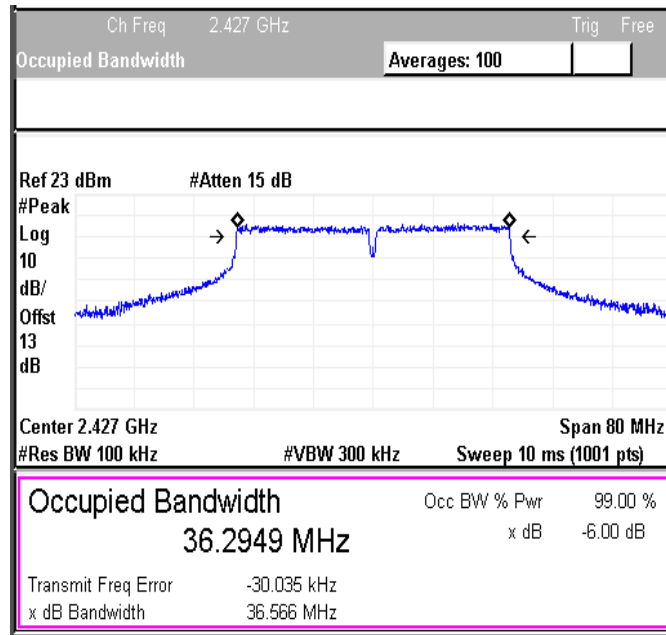 Ch Freq 2.427 GHz Trig Free
Occupied Bandwidth Averages: 100
Ref 23 dBm #Atten 15 dB
#Peak
Log
10
dB/
Offst
13
dB
Center 2.427 GHz Span 80 MHz
#Res BW 100 kHz #VBW 300 kHz Sweep 10 ms (1001 pts)
Occupied Bandwidth Occ BW % Pwr 99.00 %
36.2949 MHz x dB -6.00 dB
Transmit Freq Error -30.035 kHz
x dB Bandwidth 36.566 MHz